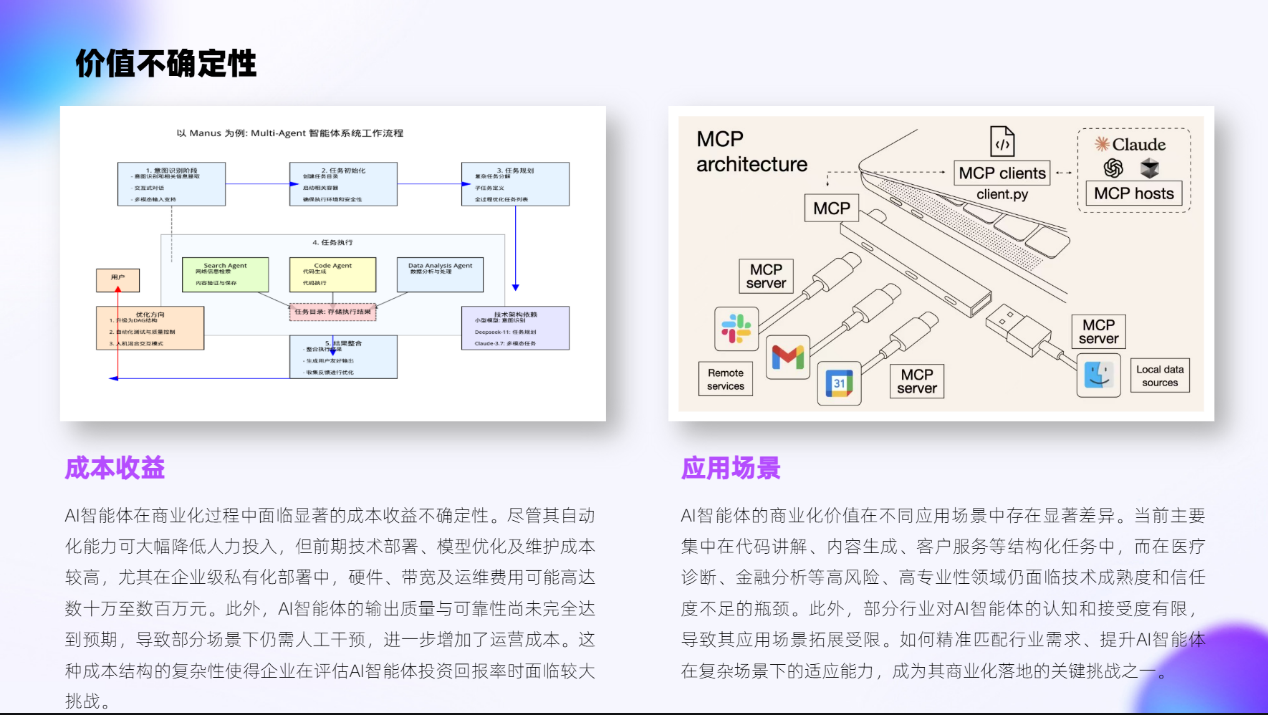 价值不确定性
以 Manus 为例: Multi-Agent 智能体系统工作流程
1. 意图识别阶段
- 意图识别和相关信息提取
- 交互式对话
- 多模态输入支持
2. 任务初始化
创建任务目录
启动相关容器
确保执行环境和安全性
3. 任务规划
复杂任务分解
子任务定义
全过程优化任务列表
4. 任务执行
Search Agent
网络信息检索
内容验证与保存
Code Agent
代码生成
代码执行
Data Analysis Agent
数据分析与处理
任务目录: 存储执行结果
用户
优化方向
1. 升级为DAG结构
2. 自动化测试与质量控制
3. 人机混合交互模式
5. 结果整合
- 整合执行结果
- 生成用户友好输出
- 收集反馈进行优化
技术架构依赖
小型模型: 意图识别
Deepseek-11: 任务规划
Claude-3.7: 多模态任务
MCP
architecture
MCP clients
client.py
Claude
MCP hosts
MCP
MCP
server
31
Remote
services
MCP
server
MCP
server
Local data
sources
成本收益
AI智能体在商业化过程中面临显著的成本收益不确定性。尽管其自动
化能力可大幅降低人力投入，但前期技术部署、模型优化及维护成本
较高，尤其在企业级私有化部署中，硬件、带宽及运维费用可能高达
数十万至数百万元。此外，AI智能体的输出质量与可靠性尚未完全达
到预期，导致部分场景下仍需人工干预，进一步增加了运营成本。这
种成本结构的复杂性使得企业在评估AI智能体投资回报率时面临较大
挑战。
应用场景
AI智能体的商业化价值在不同应用场景中存在显著差异。当前主要
集中在代码讲解、内容生成、客户服务等结构化任务中，而在医疗
诊断、金融分析等高风险、高专业性领域仍面临技术成熟度和信任
度不足的瓶颈。此外，部分行业对AI智能体的认知和接受度有限，
导致其应用场景拓展受限。如何精准匹配行业需求、提升AI智能体
在复杂场景下的适应能力，成为其商业化落地的关键挑战之一。